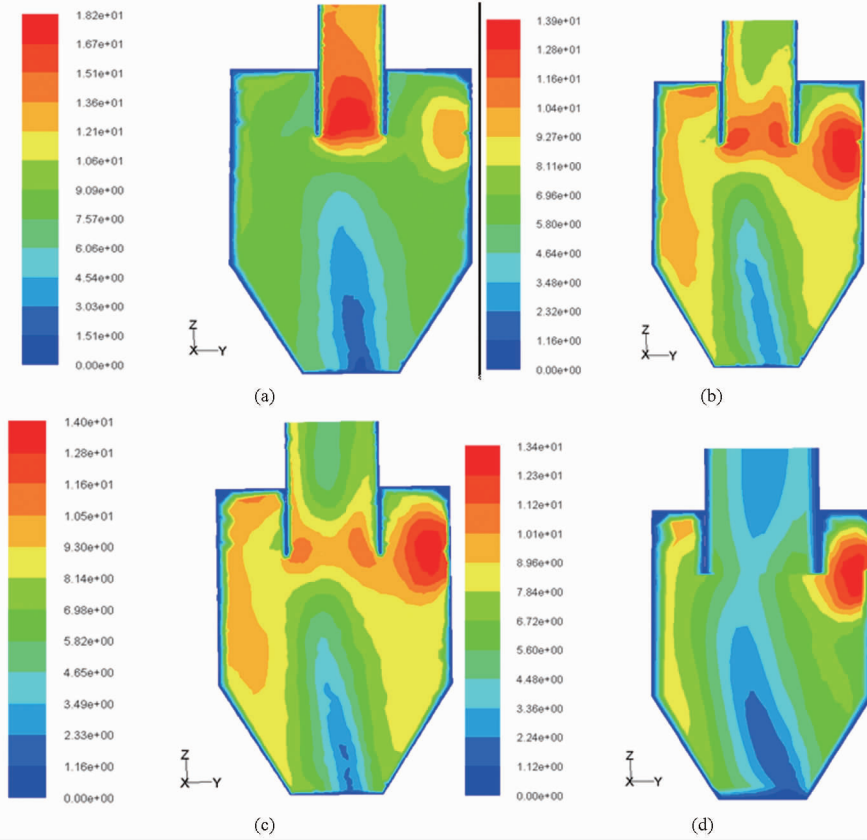 1.82e+01
1.67e+01
1.51e+01
1.36e+01
1.21e+01
1.06e+01
9.09e+00
7.57e+00
6.06e+00
4.54e+00
3.03e+00
1.51e+00
0.00e+00
Z
X Y
(a)
1.39e+01
1.28e+01
1.16e+01
1.04e+01
9.27e+00
8.11e+00
6.96e+00
5.80e+00
4.64e+00
3.48e+00
2.32e+00
1.16e+00
0.00e+00
Z
X Y
(b)
1.40e+01
1.28e+01
1.16e+01
1.05e+01
9.30e+00
8.14e+00
6.98e+00
5.82e+00
4.65e+00
3.49e+00
2.33e+00
1.16e+00
0.00e+00
Z
X Y
(c)
1.34e+01
1.23e+01
1.12e+01
1.01e+01
8.96e+00
7.84e+00
6.72e+00
5.60e+00
4.48e+00
3.36e+00
2.24e+00
1.12e+00
0.00e+00
Z
X Y
(d)